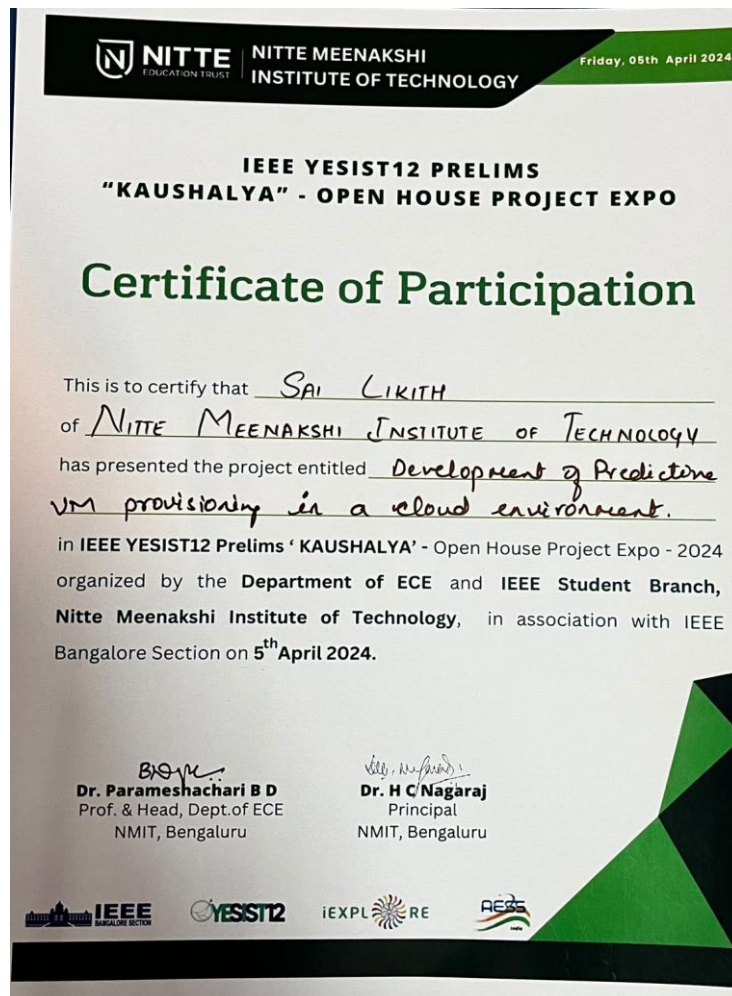 NITTE
EDUCATION TRUST
NITTE MEENAKSHI
INSTITUTE OF TECHNOLOGY
Friday, 05th April 2024
IEEE YESIST12 PRELIMS
“KAUSHALYA” - OPEN HOUSE PROJECT EXPO
Certificate of Participation
This is to certify that SAI LIKITH
of NITTE MEENAKSHI INSTITUTE OF TECHNOLOGY
has presented the project entitled Development of Predictive
VM provisioning in a cloud environment.
in IEEE YESIST12 Prelims ‘ KAUSHALYA’ - Open House Project Expo - 2024
organized by the Department of ECE and IEEE Student Branch,
Nitte Meenakshi Institute of Technology, in association with IEEE
Bangalore Section on 5th April 2024.
Dr. Parameshachari B D
Prof. & Head, Dept.of ECE
NMIT, Bengaluru
Dr. H C Nagaraj
Principal
NMIT, Bengaluru
IEEE
BANGALORE SECTION
YESIST12
iEXPLRE
AESS
India